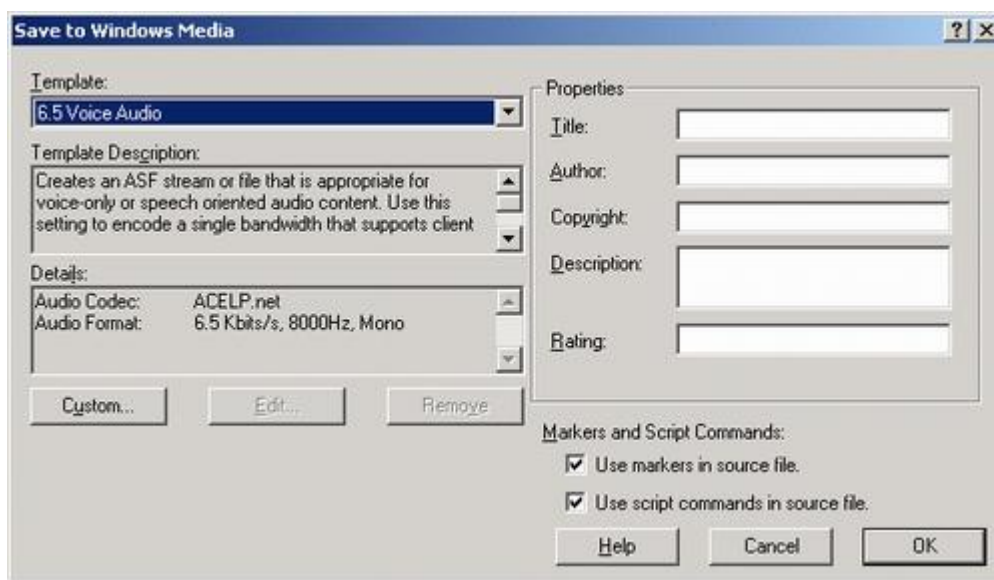 Save to Windows Media
Template:
6.5 Voice Audio
Template Description:
Creates an ASF stream or file that is appropriate for
voice-only or speech oriented audio content. Use this
setting to encode a single bandwidth that supports client
Details:
Audio Codec: ACELP.net
Audio Format: 6.5 Kbits/s, 8000Hz, Mono
Custom... Edit... Remove
Properties
Title:
Author:
Copyright:
Description:
Rating:
Markers and Script Commands:
Use markers in source file.
Use script commands in source file.
Help Cancel OK